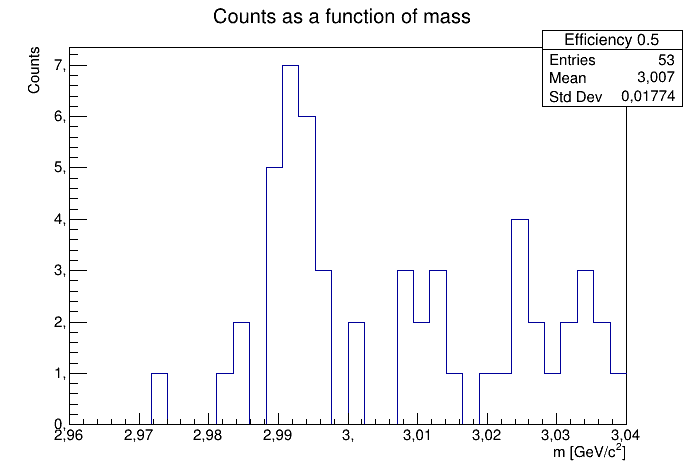 Counts as a function of mass
Efficiency 0.5
Entries 53
Mean 3,007
Std Dev 0,01774
Counts
7,
6,
5,
4,
3,
2,
1,
0,
2,96 2,97 2,98 2,99 3, 3,01 3,02 3,03 3,04
m [GeV/c²]